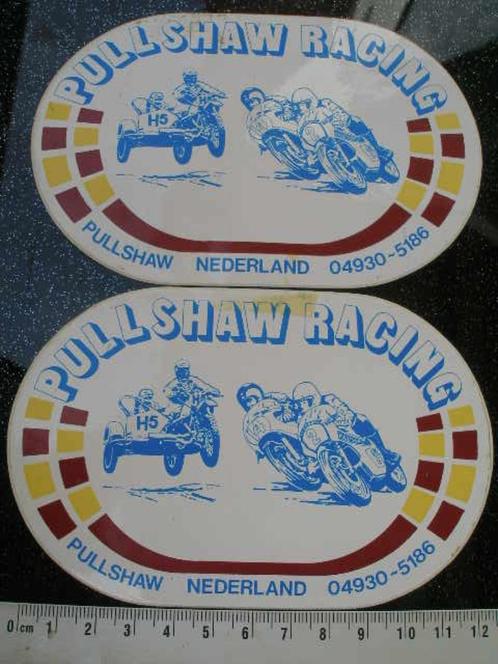 PULLSHAW RACING
H5
PULLSHAW NEDERLAND 04930~5186
PULLSHAW RACING
H5
PULLSHAW NEDERLAND 04930~5186
0 cm 1 2 3 4 5 6 7 8 9 10 11 12